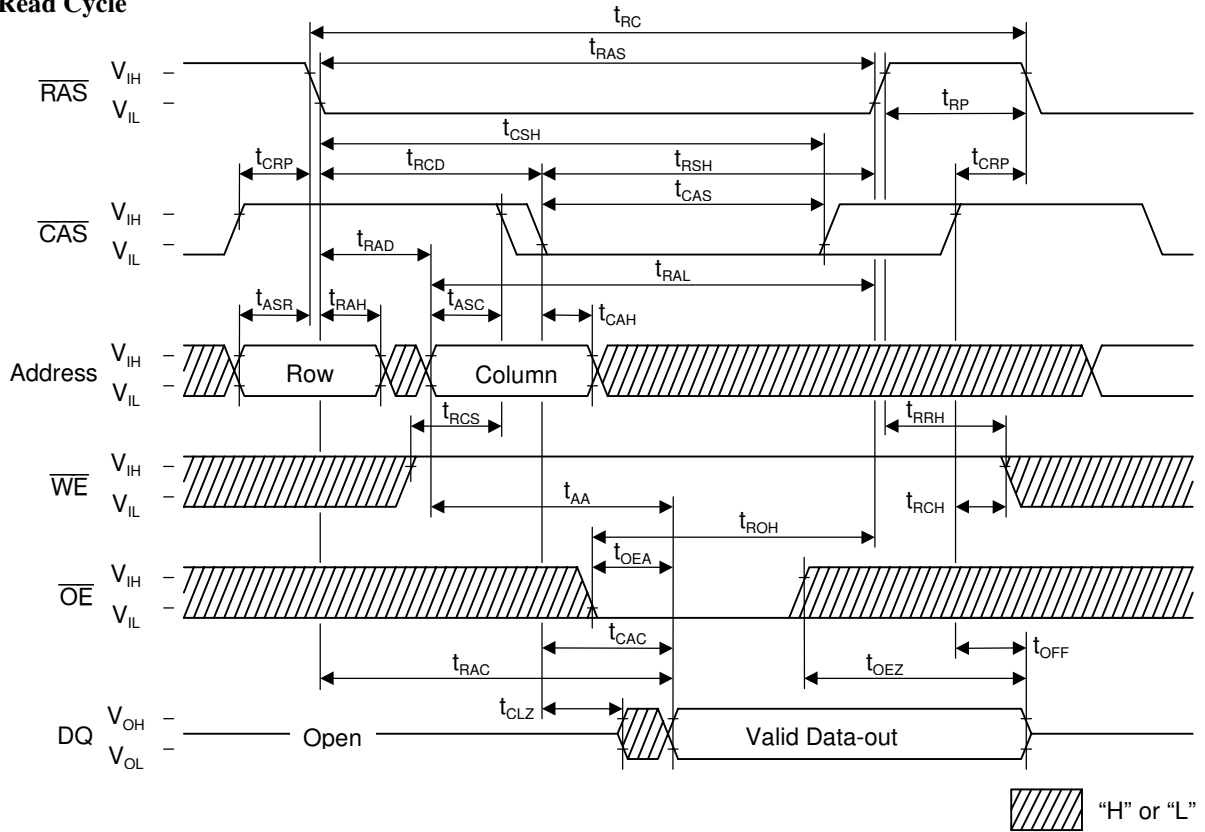 Read Cycle
tRC
tRAS
RAS VIH
VIL
tRP
tCSH
tCRP tRCD tRSH tCRP
tCAS
CAS VIH
VIL
tRAD
tRAL
tASR tRAH tASC tCAH
Address VIH
VIL
Row Column
tRCS tRRH
WE VIH
VIL
tAA tRCH
tROH
tOEA
OE VIH
VIL
tCAC tOFF
tRAC tOEZ
tCLZ
DQ VOH
VOL
Open Valid Data-out
“H” or “L”